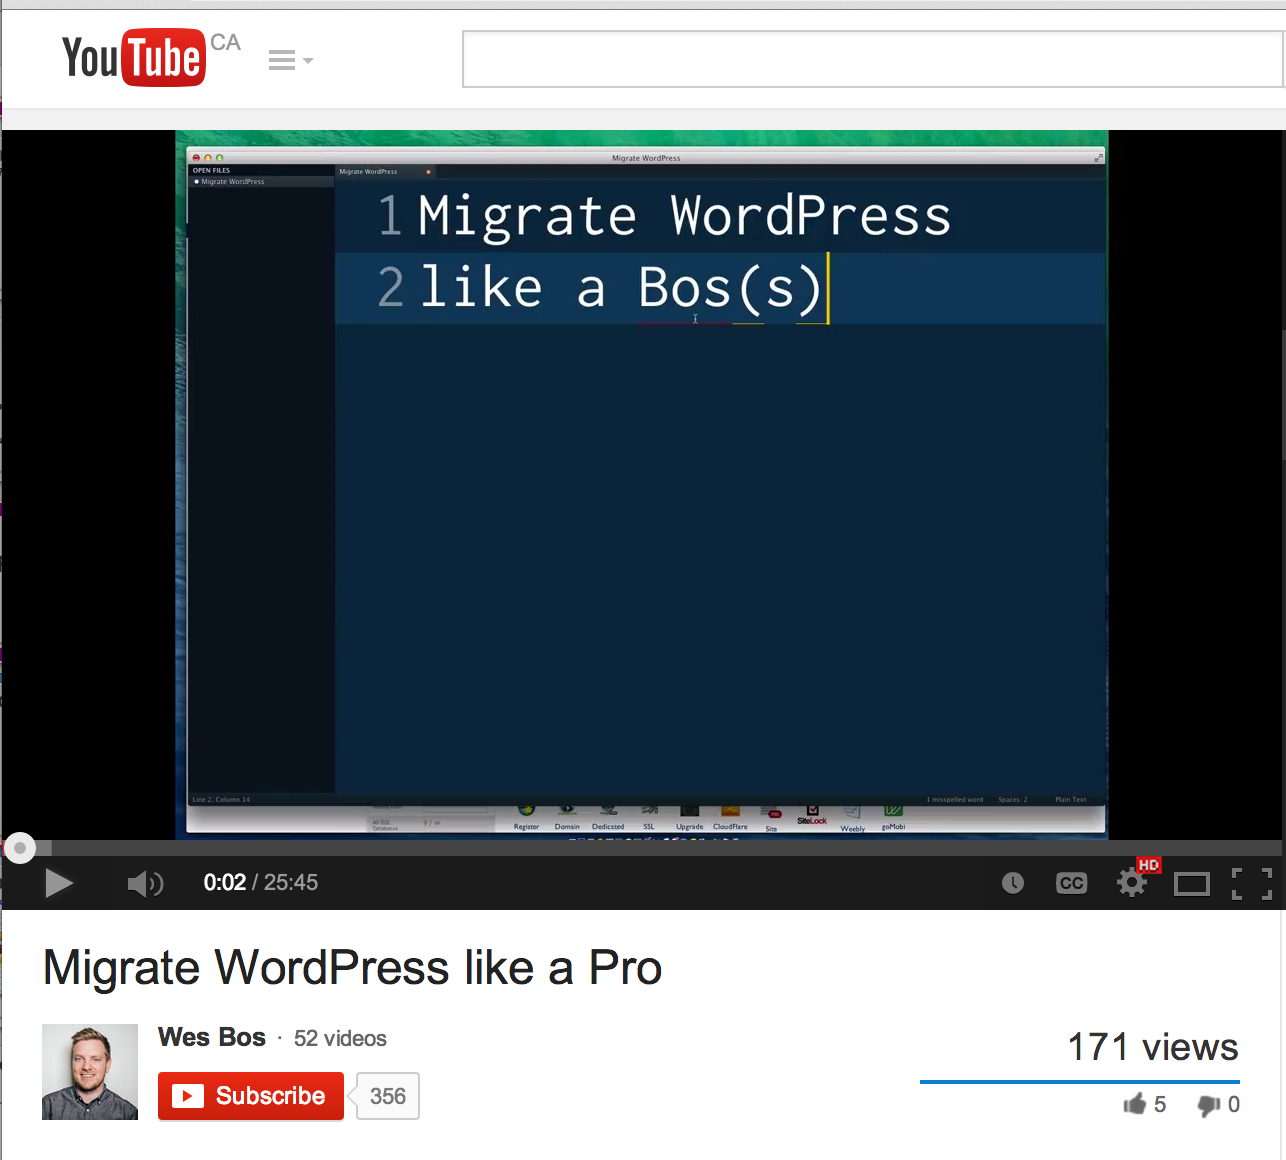 YouTube CA
Migrate WordPress
OPEN FILES
Migrate WordPress
Migrate WordPress
1 Migrate WordPress
2 like a Bos(s)
Line 2, Column 14
1 misspelled word
Spaces: 2
Plain Text
Register Domain Dedicated SSL Upgrade CloudFlare Site SiteLock Weebly goMobi
0:02 / 25:45
CC
HD
Migrate WordPress like a Pro
Wes Bos · 52 videos
Subscribe 356
171 views
5 0